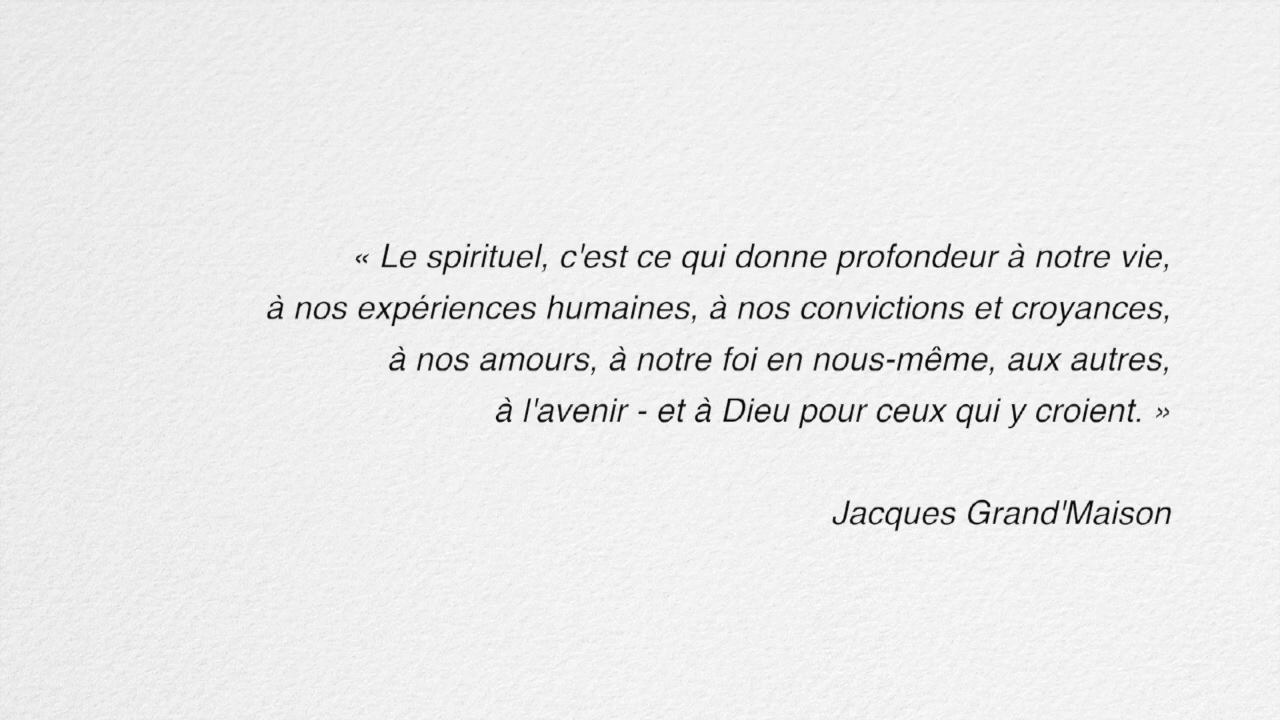 « Le spirituel, c'est ce qui donne profondeur à notre vie,
à nos expériences humaines, à nos convictions et croyances,
à nos amours, à notre foi en nous-même, aux autres,
à l'avenir - et à Dieu pour ceux qui y croient. »
Jacques Grand'Maison